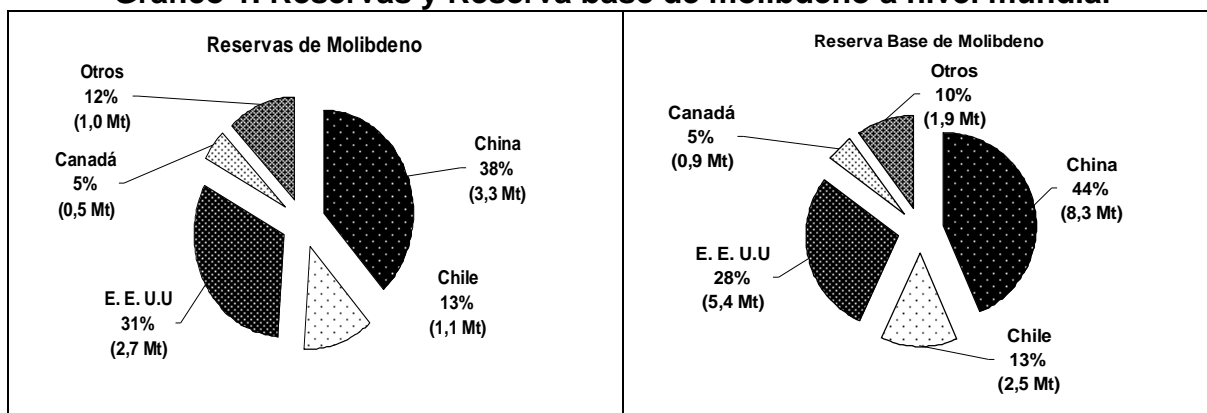 Gráfico 4. Reservas y Reserva base de molibdeno a nivel mundial
Reservas de Molibdeno
Otros
12%
(1,0 Mt)
Canadá
5%
(0,5 Mt)
E. E. U.U
31%
(2,7 Mt)
China
38%
(3,3 Mt)
Chile
13%
(1,1 Mt)
Reserva Base de Molibdeno
Otros
10%
(1,9 Mt)
Canadá
5%
(0,9 Mt)
E. E. U.U
28%
(5,4 Mt)
China
44%
(8,3 Mt)
Chile
13%
(2,5 Mt)